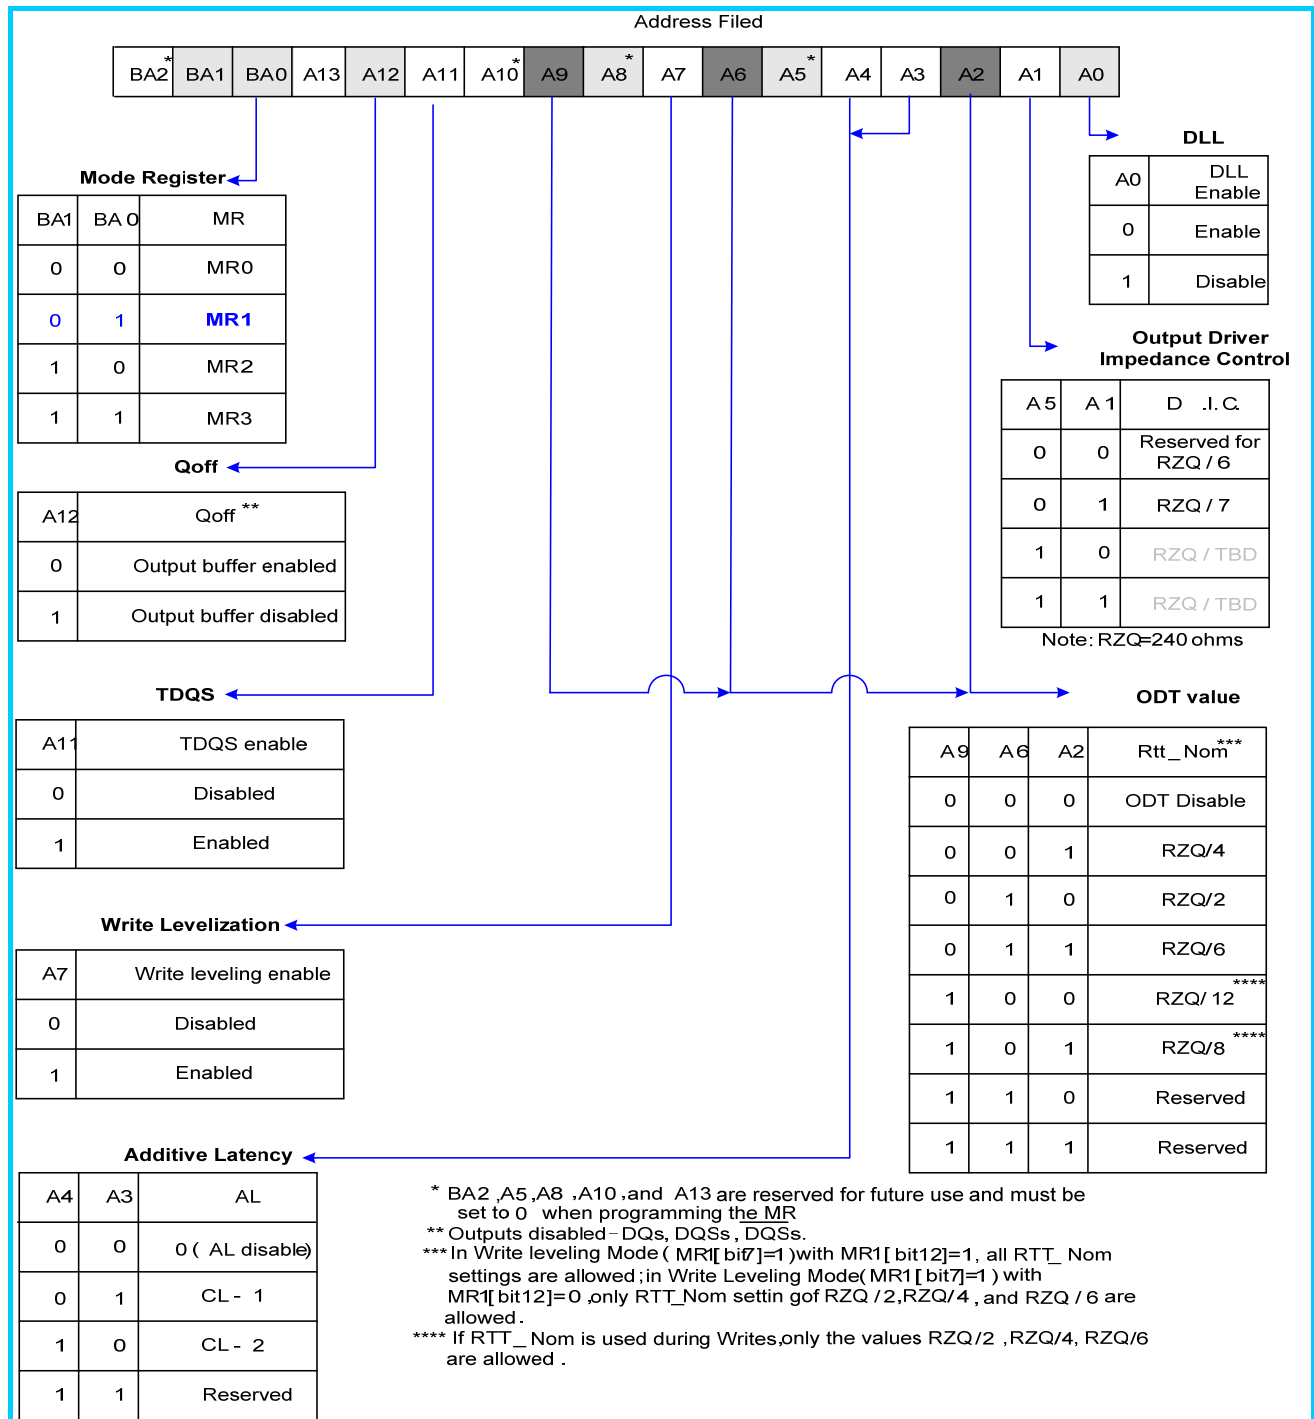 Address Filed
BA2* BA1 BA0 A13 A12 A11 A10* A9 A8* A7 A6 A5* A4 A3 A2 A1 A0
DLL
A0 DLL Enable
0 Enable
1 Disable
Mode Register
BA1 BA 0 MR
0 0 MR0
0 1 MR1
1 0 MR2
1 1 MR3
Output Driver
Impedance Control
A 5 A 1 D .I. C.
0 0 Reserved for RZQ / 6
0 1 RZQ / 7
1 0 RZQ / TBD
1 1 RZQ / TBD
Note: RZQ=240 ohms
Qoff
A12 Qoff **
0 Output buffer enabled
1 Output buffer disabled
TDQS
A11 TDQS enable
0 Disabled
1 Enabled
ODT value
A9 A6 A2 Rtt_Nom***
0 0 0 ODT Disable
0 0 1 RZQ/4
0 1 0 RZQ/2
0 1 1 RZQ/6
1 0 0 RZQ/ 12****
1 0 1 RZQ/8****
1 1 0 Reserved
1 1 1 Reserved
Write Levelization
A7 Write leveling enable
0 Disabled
1 Enabled
Additive Latency
A4 A3 AL
0 0 0 ( AL disable)
0 1 CL - 1
1 0 CL - 2
1 1 Reserved
* BA2 ,A5 ,A8 ,A10 ,and A13 are reserved for future use and must be
set to 0 when programming the MR
** Outputs disabled - DQs, DQSs , DQSs.
*** In Write leveling Mode ( MR1[ bit7]=1 )with MR1[ bit12]=1, all RTT_ Nom
settings are allowed ;in Write Leveling Mode( MR1[ bit7]=1 ) with
MR1[ bit12]=0 ,only RTT_Nom settin gof RZQ /2,RZQ/4 , and RZQ / 6 are
allowed .
**** If RTT_ Nom is used during Writes,only the values RZQ/2 ,RZQ/4, RZQ/6
are allowed .